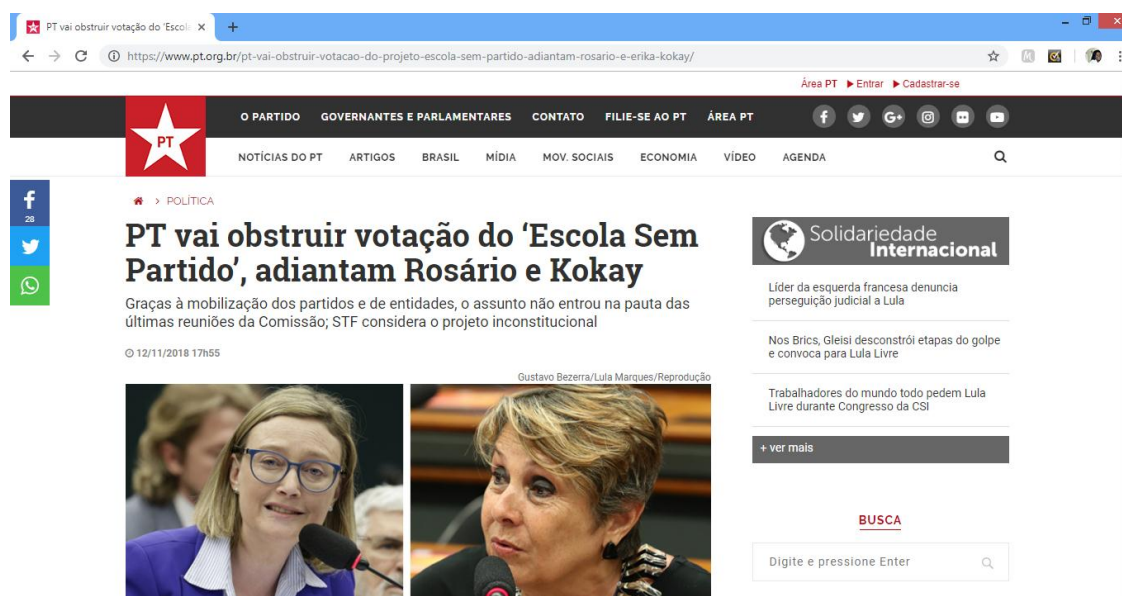 PT vai obstruir votação do 'Escol
https://www.pt.org.br/pt-vai-obstruir-votacao-do-projeto-escola-sem-partido-adiantam-rosario-e-erika-kokay/
Área PT ▶ Entrar ▶ Cadastrar-se
PT
O PARTIDO GOVERNANTES E PARLAMENTARES CONTATO FILIE-SE AO PT ÁREA PT
NOTÍCIAS DO PT ARTIGOS BRASIL MÍDIA MOV. SOCIAIS ECONOMIA VÍDEO AGENDA
28
> POLÍTICA
PT vai obstruir votação do ‘Escola Sem
Partido’, adiantam Rosário e Kokay
Graças à mobilização dos partidos e de entidades, o assunto não entrou na pauta das
últimas reuniões da Comissão; STF considera o projeto inconstitucional
12/11/2018 17h55
Gustavo Bezerra/Lula Marques/Reprodução
Solidariedade
Internacional
Líder da esquerda francesa denuncia
perseguição judicial a Lula
Nos Brics, Gleisi desconstrói etapas do golpe
e convoca para Lula Livre
Trabalhadores do mundo todo pedem Lula
Livre durante Congresso da CSI
+ ver mais
BUSCA
Digite e pressione Enter